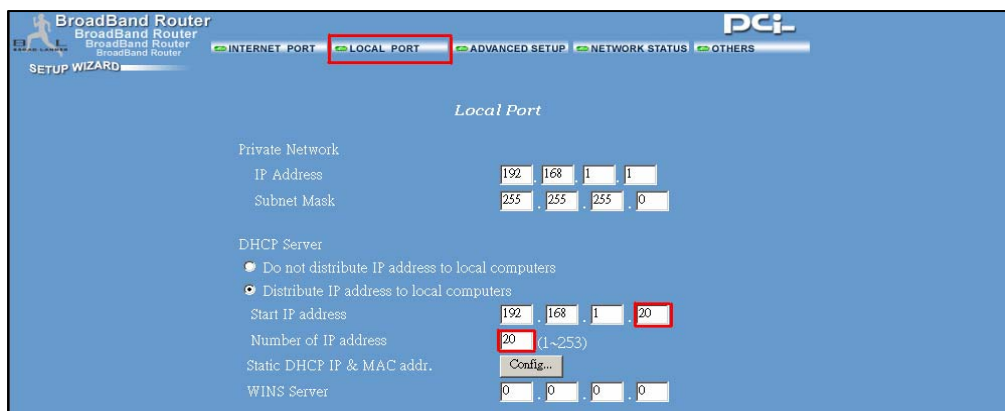 BroadBand Router
BroadBand Router
BroadBand Router
BroadBand Router
PCi
INTERNET PORT LOCAL PORT ADVANCED SETUP NETWORK STATUS OTHERS
SETUP WIZARD
Local Port
Private Network
IP Address 192 . 168 . 1 . 1
Subnet Mask 255 . 255 . 255 . 0
DHCP Server
Do not distribute IP address to local computers
Distribute IP address to local computers
Start IP address 192 . 168 . 1 . 20
Number of IP address 20 (1~253)
Static DHCP IP & MAC addr. Config...
WINS Server 0 . 0 . 0 . 0